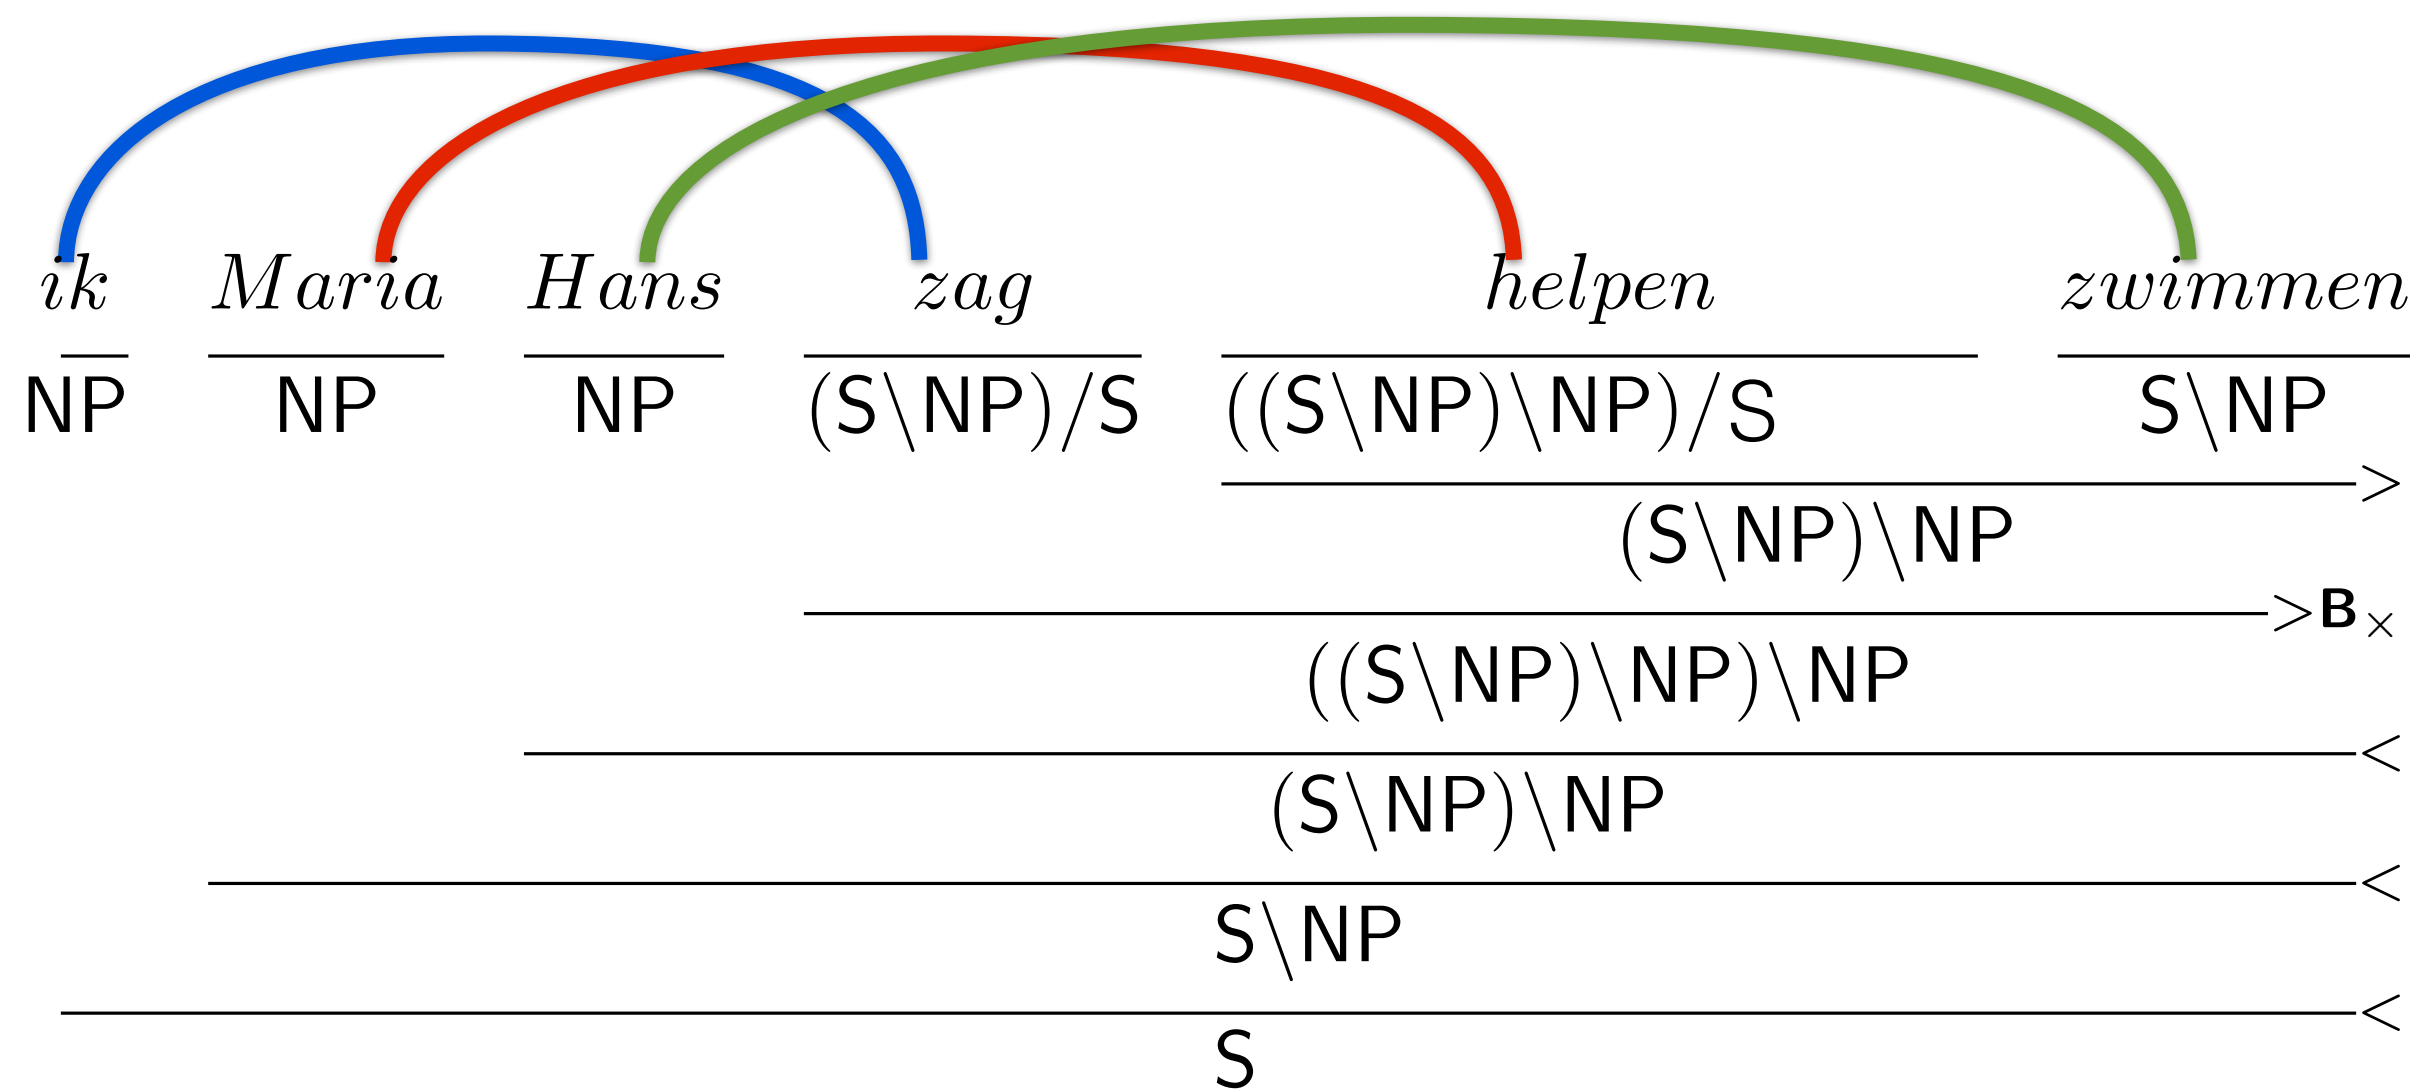 ik Maria Hans zag helpen zwimmen
NP NP NP (S\NP)/S ((S\NP)\NP)/S S\NP
>
(S\NP)\NP
>B×
((S\NP)\NP)\NP
<
(S\NP)\NP
<
S\NP
<
S